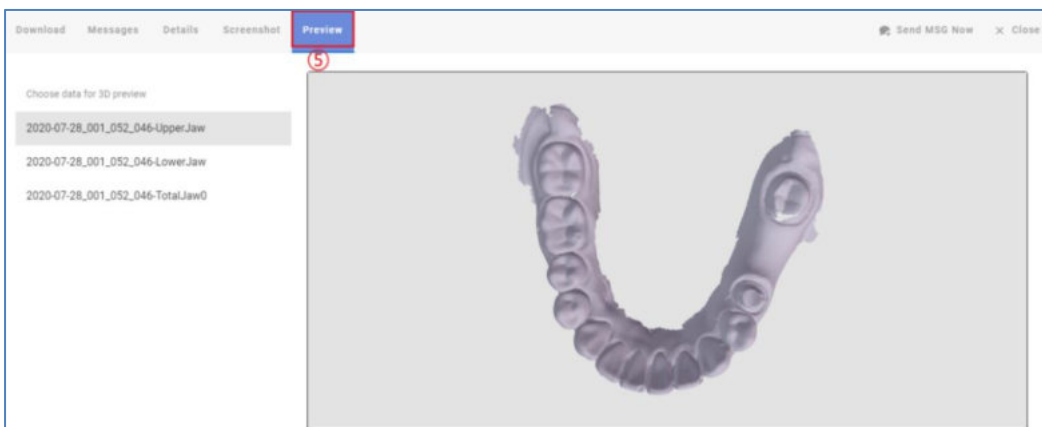 Download Messages Details Screenshot Preview Send MSG Now × Close
⑤
Choose data for 3D preview
2020-07-28_001_052_046-UpperJaw
2020-07-28_001_052_046-LowerJaw
2020-07-28_001_052_046-TotalJaw0